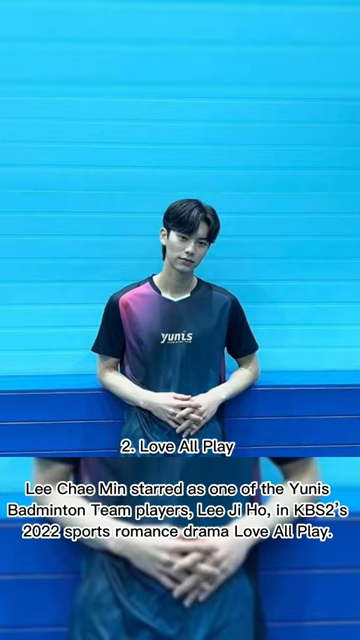 yunis
2. Love All Play
Lee Chae Min starred as one of the Yunis
Badminton Team players, Lee Ji Ho, in KBS2's
2022 sports romance drama Love All Play.